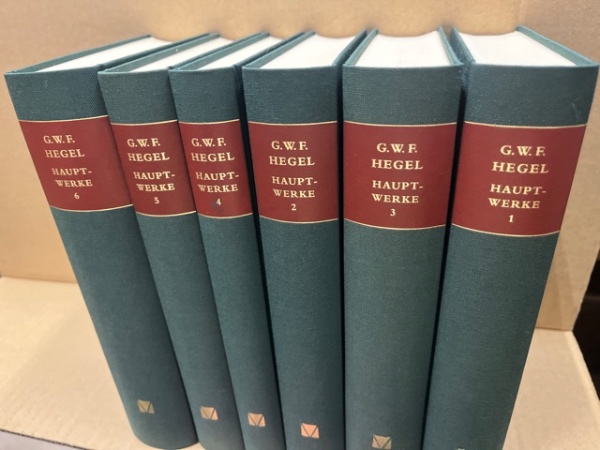 G.W.F.
HEGEL
HAUPT-
WERKE
6
G.W.F.
HEGEL
HAUPT-
WERKE
5
G.W.F.
HEGEL
HAUPT-
WERKE
4
G.W.F.
HEGEL
HAUPT-
WERKE
2
G.W.F.
HEGEL
HAUPT-
WERKE
3
G.W.F.
HEGEL
HAUPT-
WERKE
1